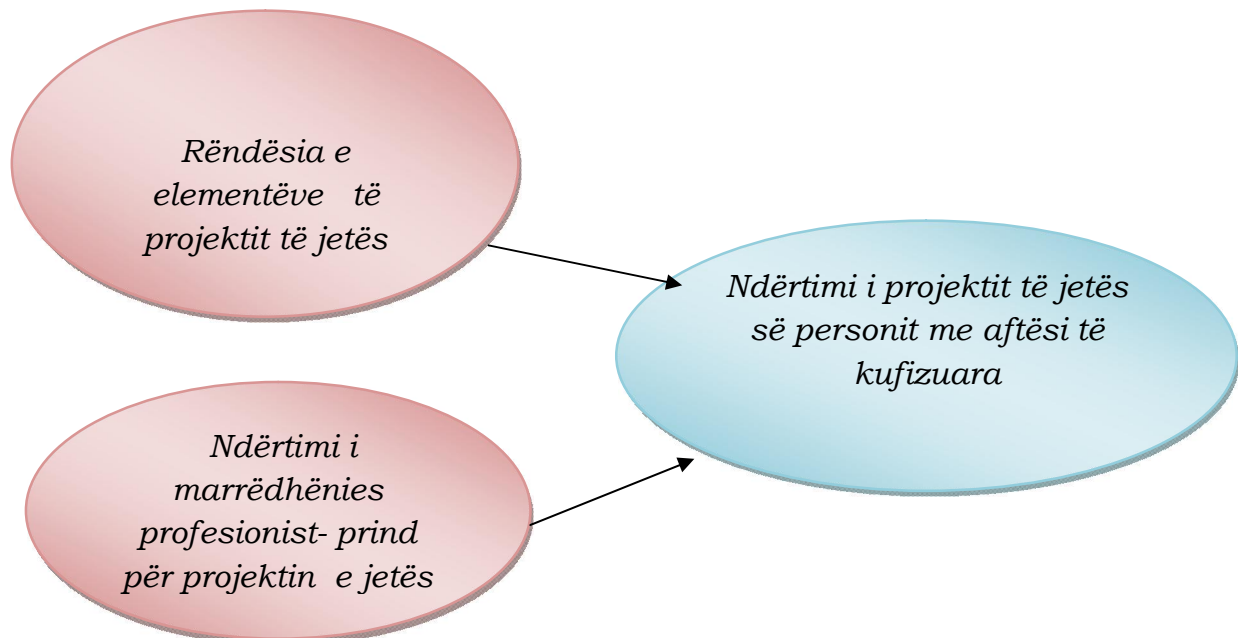 Rëndësia e
elementëve të
projektit të jetës
Ndërtimi i projektit të jetës
së personit me aftësi të
kufizuara
Ndërtimi i
marrëdhënies
profesionist- prind
për projektin e jetës